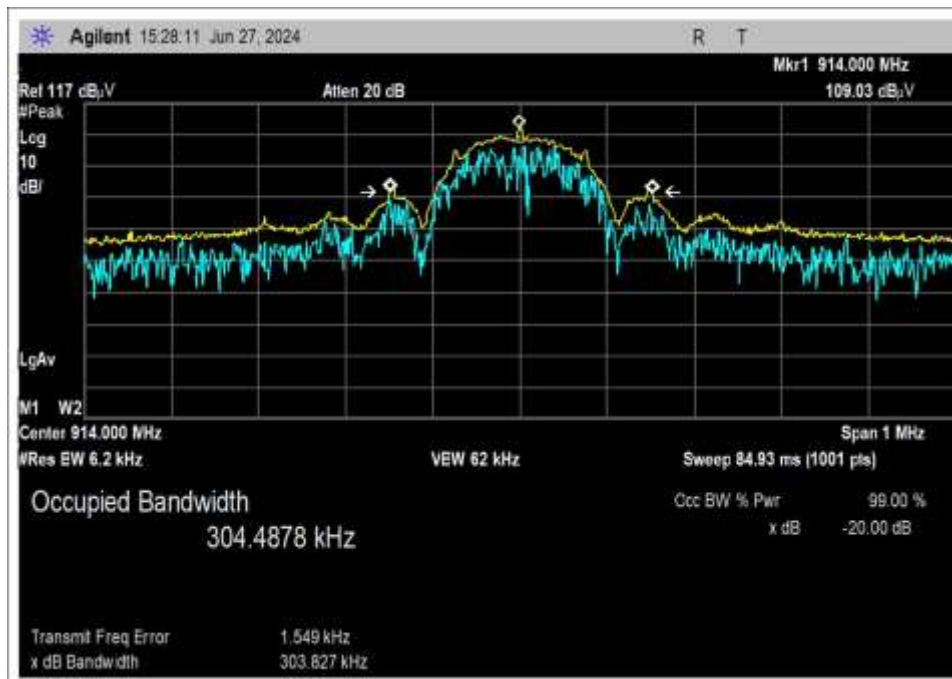 Agilent 15:28:11 Jun 27, 2024 R T
Mkr1 914.000 MHz
Ref 117 dBµV Atten 20 dB 109.03 dBµV
#Peak
Log
10
dB/
LgAv
M1 W2
Center 914.000 MHz Span 1 MHz
#Res BW 6.2 kHz VBW 62 kHz Sweep 84.93 ms (1001 pts)
Occupied Bandwidth Occ BW % Pwr 99.00 %
304.4878 kHz x dB -20.00 dB
Transmit Freq Error 1.549 kHz
x dB Bandwidth 303.827 kHz